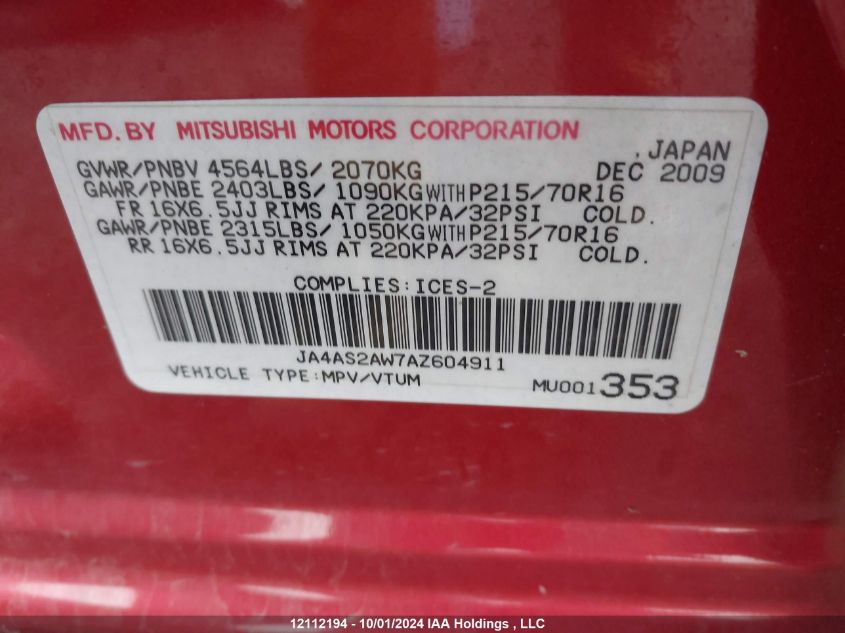 MFD. BY MITSUBISHI MOTORS CORPORATION
, JAPAN
GVWR/PNBV 4564LBS/ 2070KG DEC 2009
GAWR/PNBE 2403LBS/ 1090KG WITH P215/70R16
FR 16X6.5JJ RIMS AT 220KPA/32PSI COLD.
GAWR/PNBE 2315LBS/ 1050KG WITH P215/70R16
RR 16X6.5JJ RIMS AT 220KPA/32PSI COLD.
COMPLIES:ICES-2
JA4AS2AW7AZ604911
VEHICLE TYPE:MPV/VTUM MU001353
12112194 - 10/01/2024 IAA Holdings , LLC